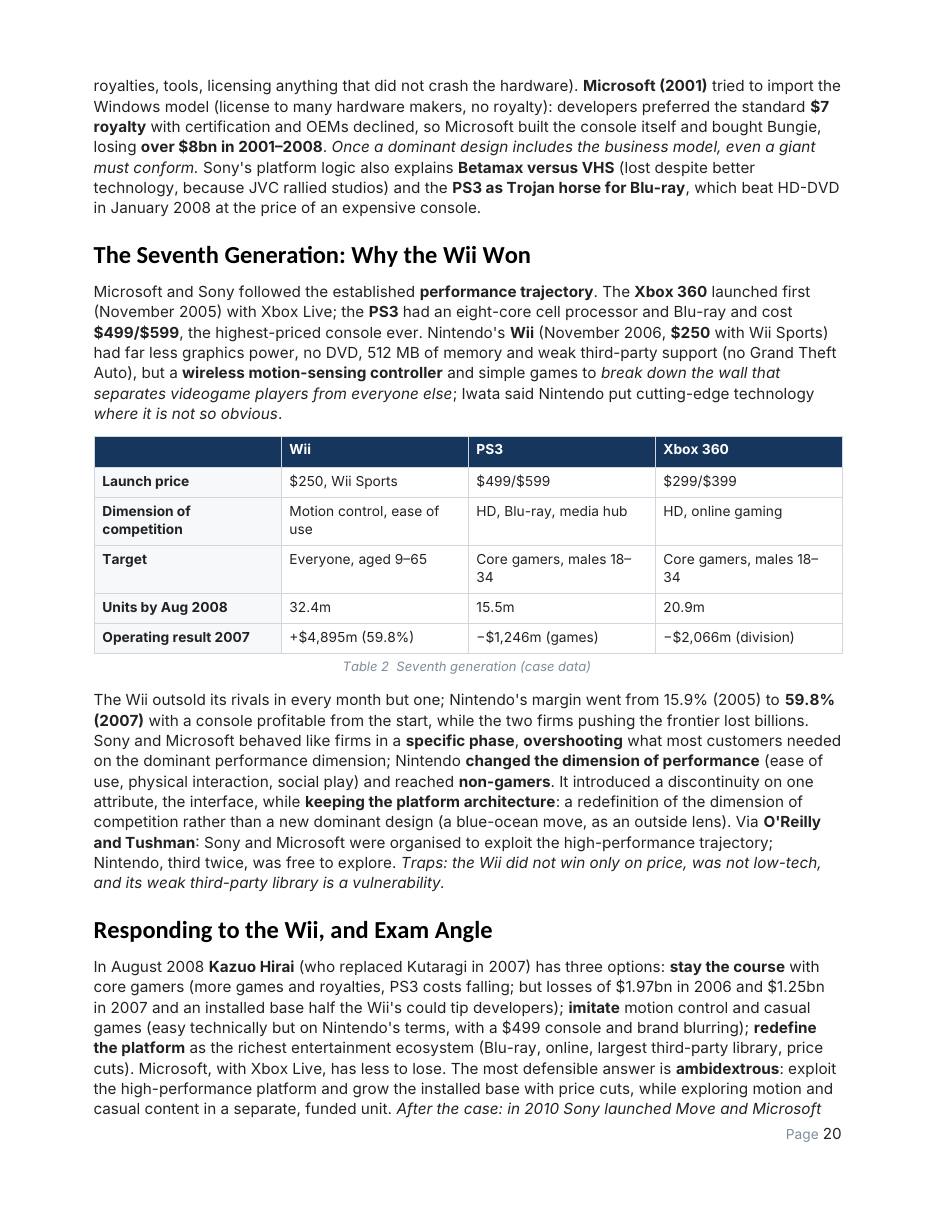 royalties, tools, licensing anything that did not crash the hardware). Microsoft (2001) tried to import the
Windows model (license to many hardware makers, no royalty): developers preferred the standard $7
royalty with certification and OEMs declined, so Microsoft built the console itself and bought Bungie,
losing over $8bn in 2001–2008. Once a dominant design includes the business model, even a giant
must conform. Sony's platform logic also explains Betamax versus VHS (lost despite better
technology, because JVC rallied studios) and the PS3 as Trojan horse for Blu-ray, which beat HD-DVD
in January 2008 at the price of an expensive console.
The Seventh Generation: Why the Wii Won
Microsoft and Sony followed the established performance trajectory. The Xbox 360 launched first
(November 2005) with Xbox Live; the PS3 had an eight-core cell processor and Blu-ray and cost
$499/$599, the highest-priced console ever. Nintendo's Wii (November 2006, $250 with Wii Sports)
had far less graphics power, no DVD, 512 MB of memory and weak third-party support (no Grand Theft
Auto), but a wireless motion-sensing controller and simple games to break down the wall that
separates videogame players from everyone else; Iwata said Nintendo put cutting-edge technology
where it is not so obvious.
Wii PS3 Xbox 360
Launch price $250, Wii Sports $499/$599 $299/$399
Dimension of Motion control, ease of HD, Blu-ray, media hub HD, online gaming
competition use
Target Everyone, aged 9–65 Core gamers, males 18– Core gamers, males 18–
34 34
Units by Aug 2008 32.4m 15.5m 20.9m
Operating result 2007 +$4,895m (59.8%) −$1,246m (games) −$2,066m (division)
Table 2 Seventh generation (case data)
The Wii outsold its rivals in every month but one; Nintendo's margin went from 15.9% (2005) to 59.8%
(2007) with a console profitable from the start, while the two firms pushing the frontier lost billions.
Sony and Microsoft behaved like firms in a specific phase, overshooting what most customers needed
on the dominant performance dimension; Nintendo changed the dimension of performance (ease of
use, physical interaction, social play) and reached non-gamers. It introduced a discontinuity on one
attribute, the interface, while keeping the platform architecture: a redefinition of the dimension of
competition rather than a new dominant design (a blue-ocean move, as an outside lens). Via O'Reilly
and Tushman: Sony and Microsoft were organised to exploit the high-performance trajectory;
Nintendo, third twice, was free to explore. Traps: the Wii did not win only on price, was not low-tech,
and its weak third-party library is a vulnerability.
Responding to the Wii, and Exam Angle
In August 2008 Kazuo Hirai (who replaced Kutaragi in 2007) has three options: stay the course with
core gamers (more games and royalties, PS3 costs falling; but losses of $1.97bn in 2006 and $1.25bn
in 2007 and an installed base half the Wii's could tip developers); imitate motion control and casual
games (easy technically but on Nintendo's terms, with a $499 console and brand blurring); redefine
the platform as the richest entertainment ecosystem (Blu-ray, online, largest third-party library, price
cuts). Microsoft, with Xbox Live, has less to lose. The most defensible answer is ambidextrous: exploit
the high-performance platform and grow the installed base with price cuts, while exploring motion and
casual content in a separate, funded unit. After the case: in 2010 Sony launched Move and Microsoft
Page 20